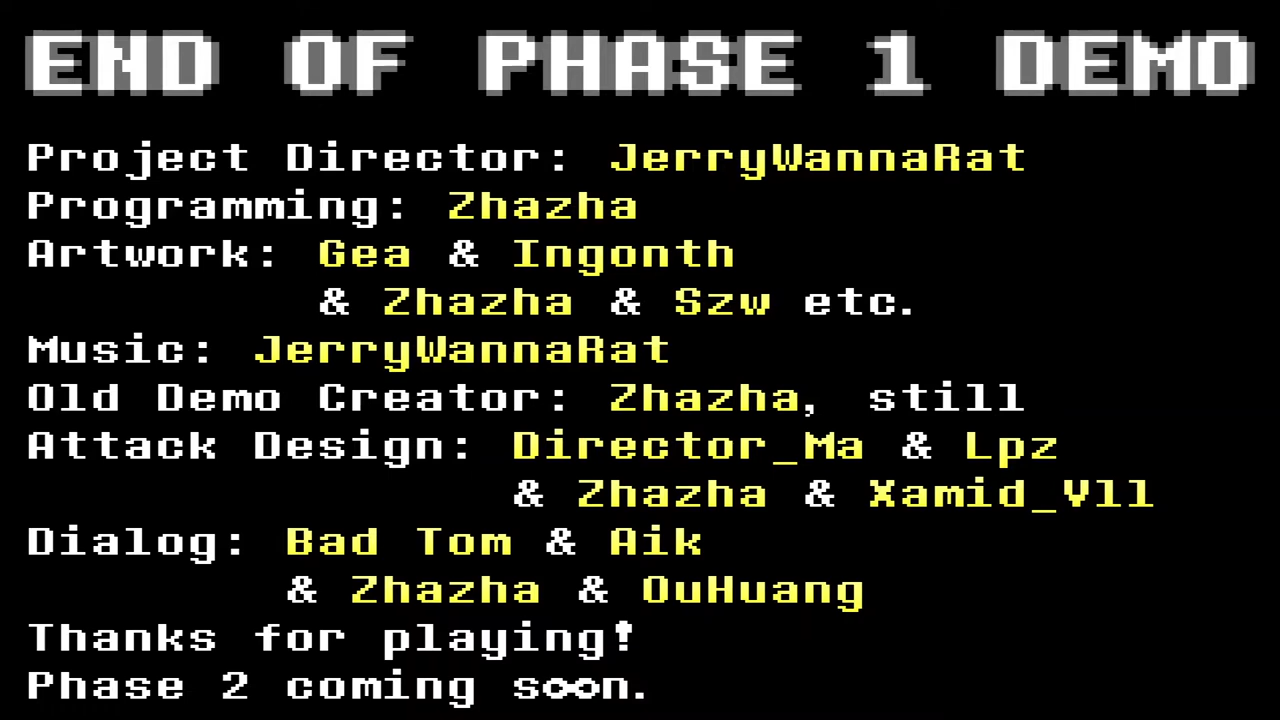 END OF PHASE 1 DEMO
Project Director: JerryWannaRat
Programming: Zhazha
Artwork: Gea & Ingonth
& Zhazha & Szw etc.
Music: JerryWannaRat
Old Demo Creator: Zhazha, still
Attack Design: Director_Ma & Lpz
& Zhazha & Xamid_Vll
Dialog: Bad Tom & Aik
& Zhazha & OuHuang
Thanks for playing!
Phase 2 coming s∞n.